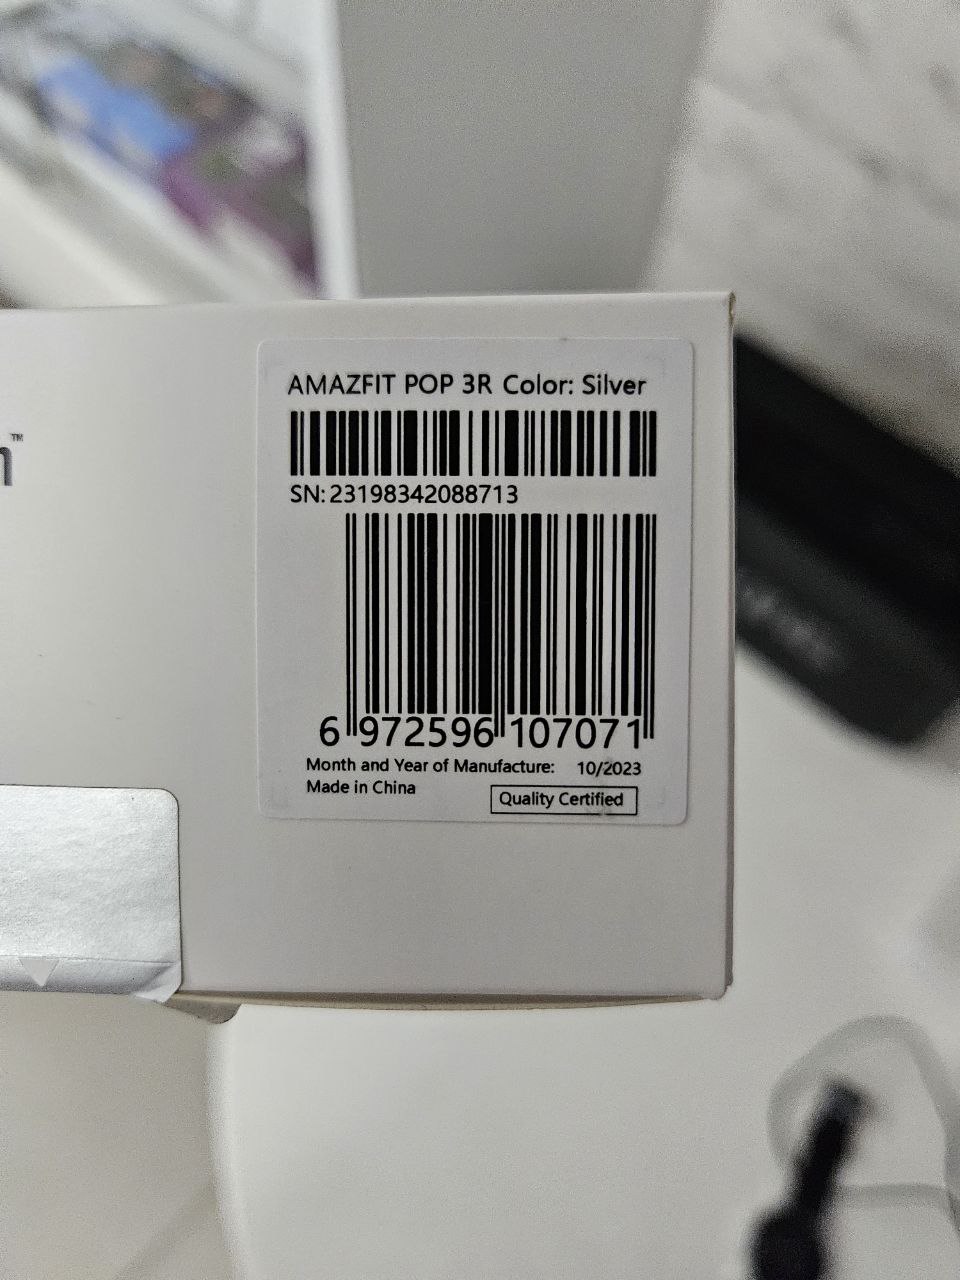 AMAZFIT POP 3R Color: Silver
SN: 23198342088713
6 972596 107071
Month and Year of Manufacture: 10/2023
Made in China
Quality Certified